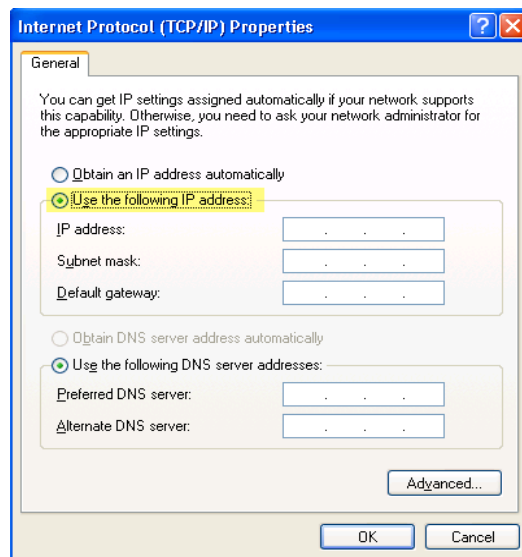 Internet Protocol (TCP/IP) Properties
General
You can get IP settings assigned automatically if your network supports
this capability. Otherwise, you need to ask your network administrator for
the appropriate IP settings.
Obtain an IP address automatically
Use the following IP address:
IP address:
Subnet mask:
Default gateway:
Obtain DNS server address automatically
Use the following DNS server addresses:
Preferred DNS server:
Alternate DNS server:
Advanced...
OK Cancel